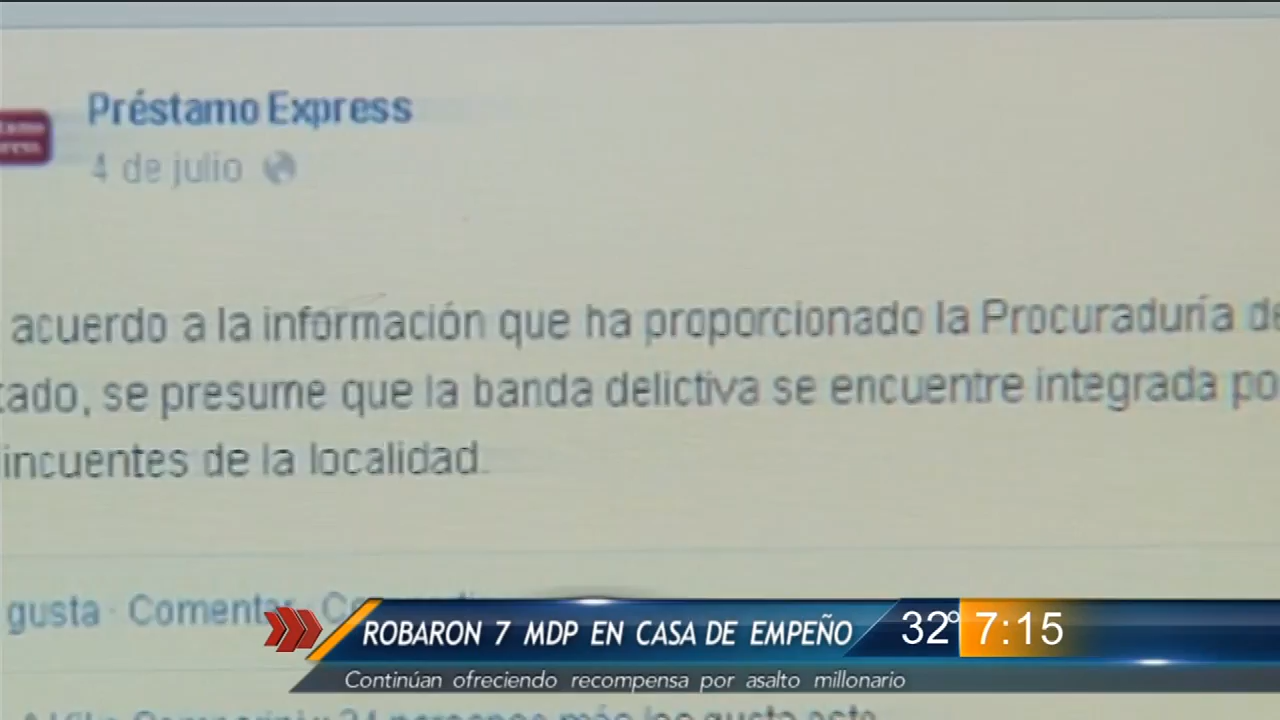 Préstamo Express
4 de julio
acuerdo a la información que ha proporcionado la Procuraduría de
tado, se presume que la banda delictiva se encuentre integrada po
incuentes de la localidad.
gusta · Comentar ·
ROBARON 7 MDP EN CASA DE EMPEÑO
32° 7:15
Continúan ofreciendo recompensa por asalto millonario